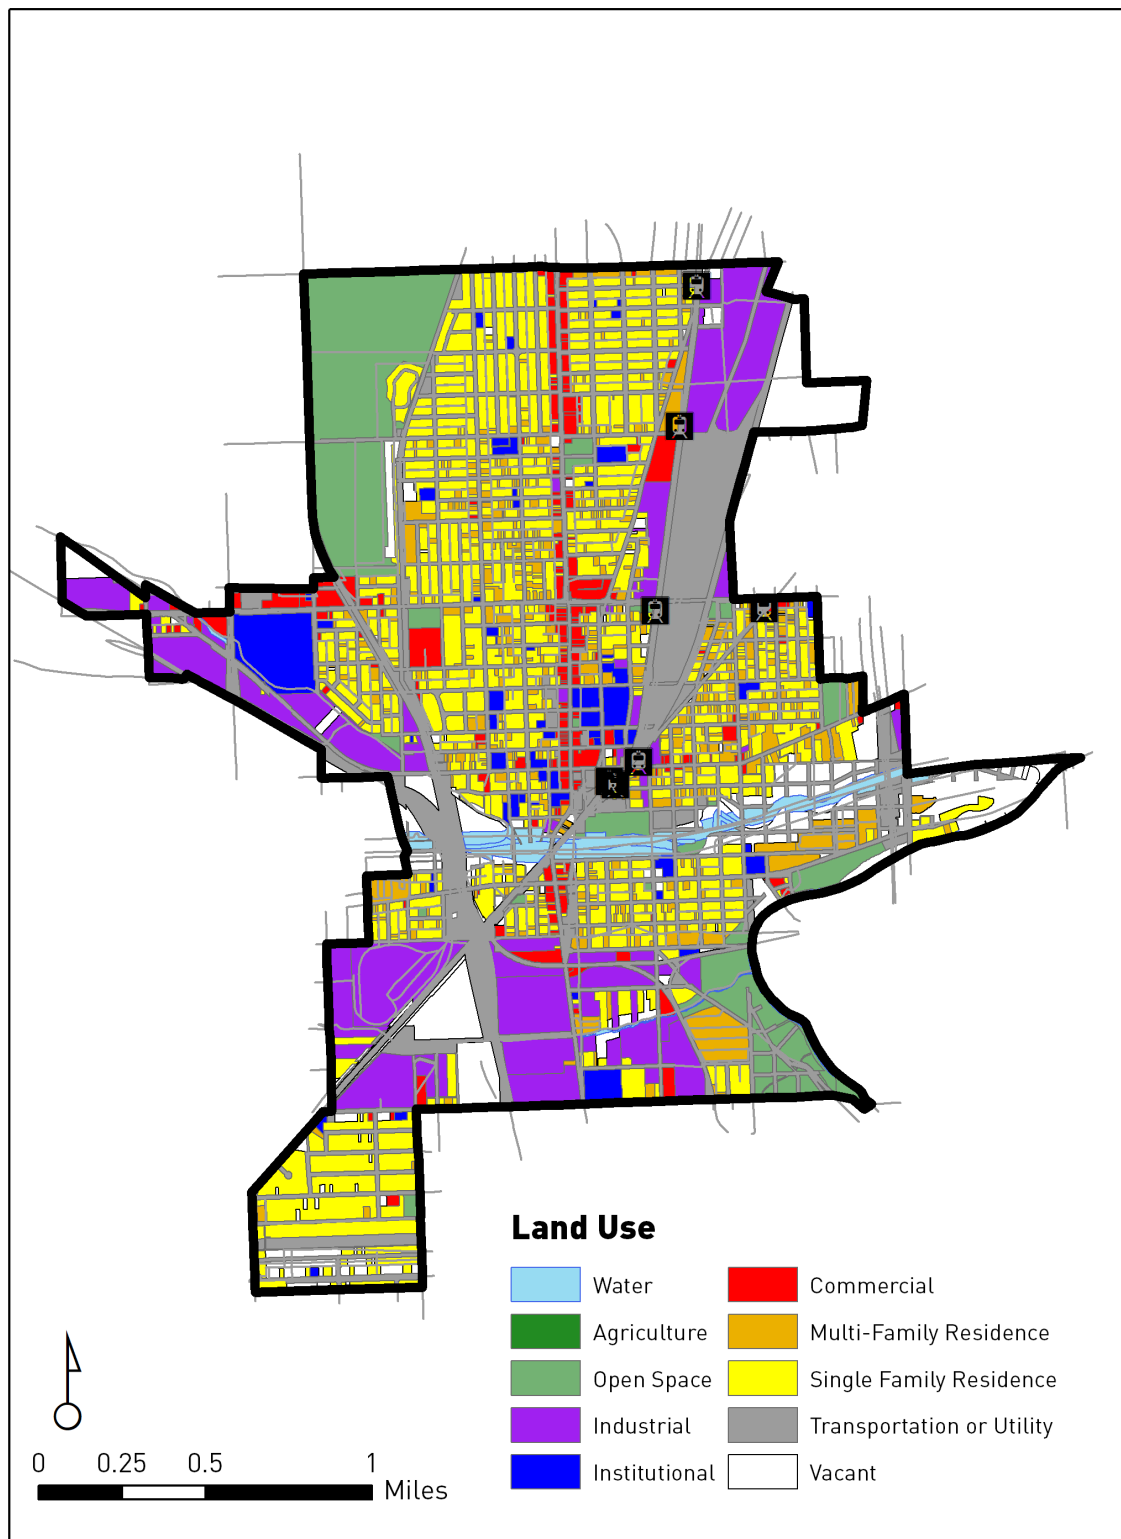 Land Use
Water
Commercial
Agriculture
Multi-Family Residence
Open Space
Single Family Residence
Industrial
Transportation or Utility
Institutional
Vacant
0 0.25 0.5 1
Miles